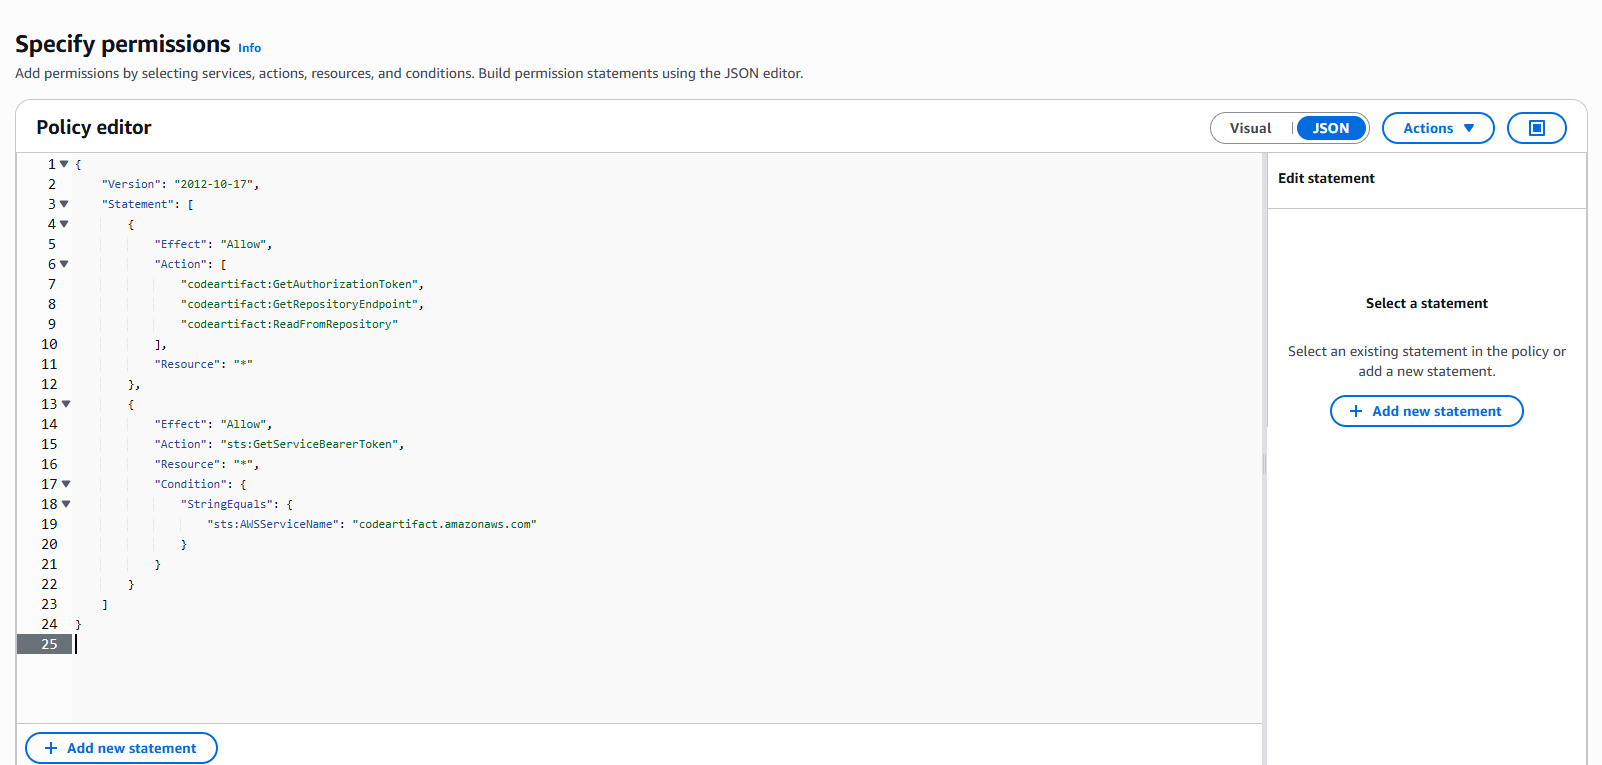 Specify permissions Info
Add permissions by selecting services, actions, resources, and conditions. Build permission statements using the JSON editor.
Policy editor
Visual
JSON
Actions
1 {
2     "Version": "2012-10-17",
3     "Statement": [
4         {
5             "Effect": "Allow",
6             "Action": [
7                 "codeartifact:GetAuthorizationToken",
8                 "codeartifact:GetRepositoryEndpoint",
9                 "codeartifact:ReadFromRepository"
10             ],
11             "Resource": "*"
12         },
13         {
14             "Effect": "Allow",
15             "Action": "sts:GetServiceBearerToken",
16             "Resource": "*",
17             "Condition": {
18                 "StringEquals": {
19                     "sts:AWSServiceName": "codeartifact.amazonaws.com"
20                 }
21             }
22         }
23     ]
24 }
25
+ Add new statement
Edit statement
Select a statement
Select an existing statement in the policy or
add a new statement.
+ Add new statement